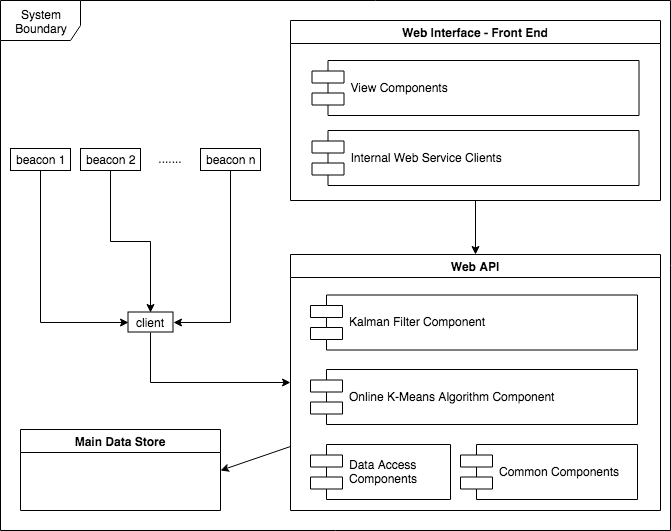 System
Boundary
Web Interface - Front End
View Components
Internal Web Service Clients
beacon 1
beacon 2
.......
beacon n
client
Web API
Kalman Filter Component
Online K-Means Algorithm Component
Data Access
Components
Common Components
Main Data Store